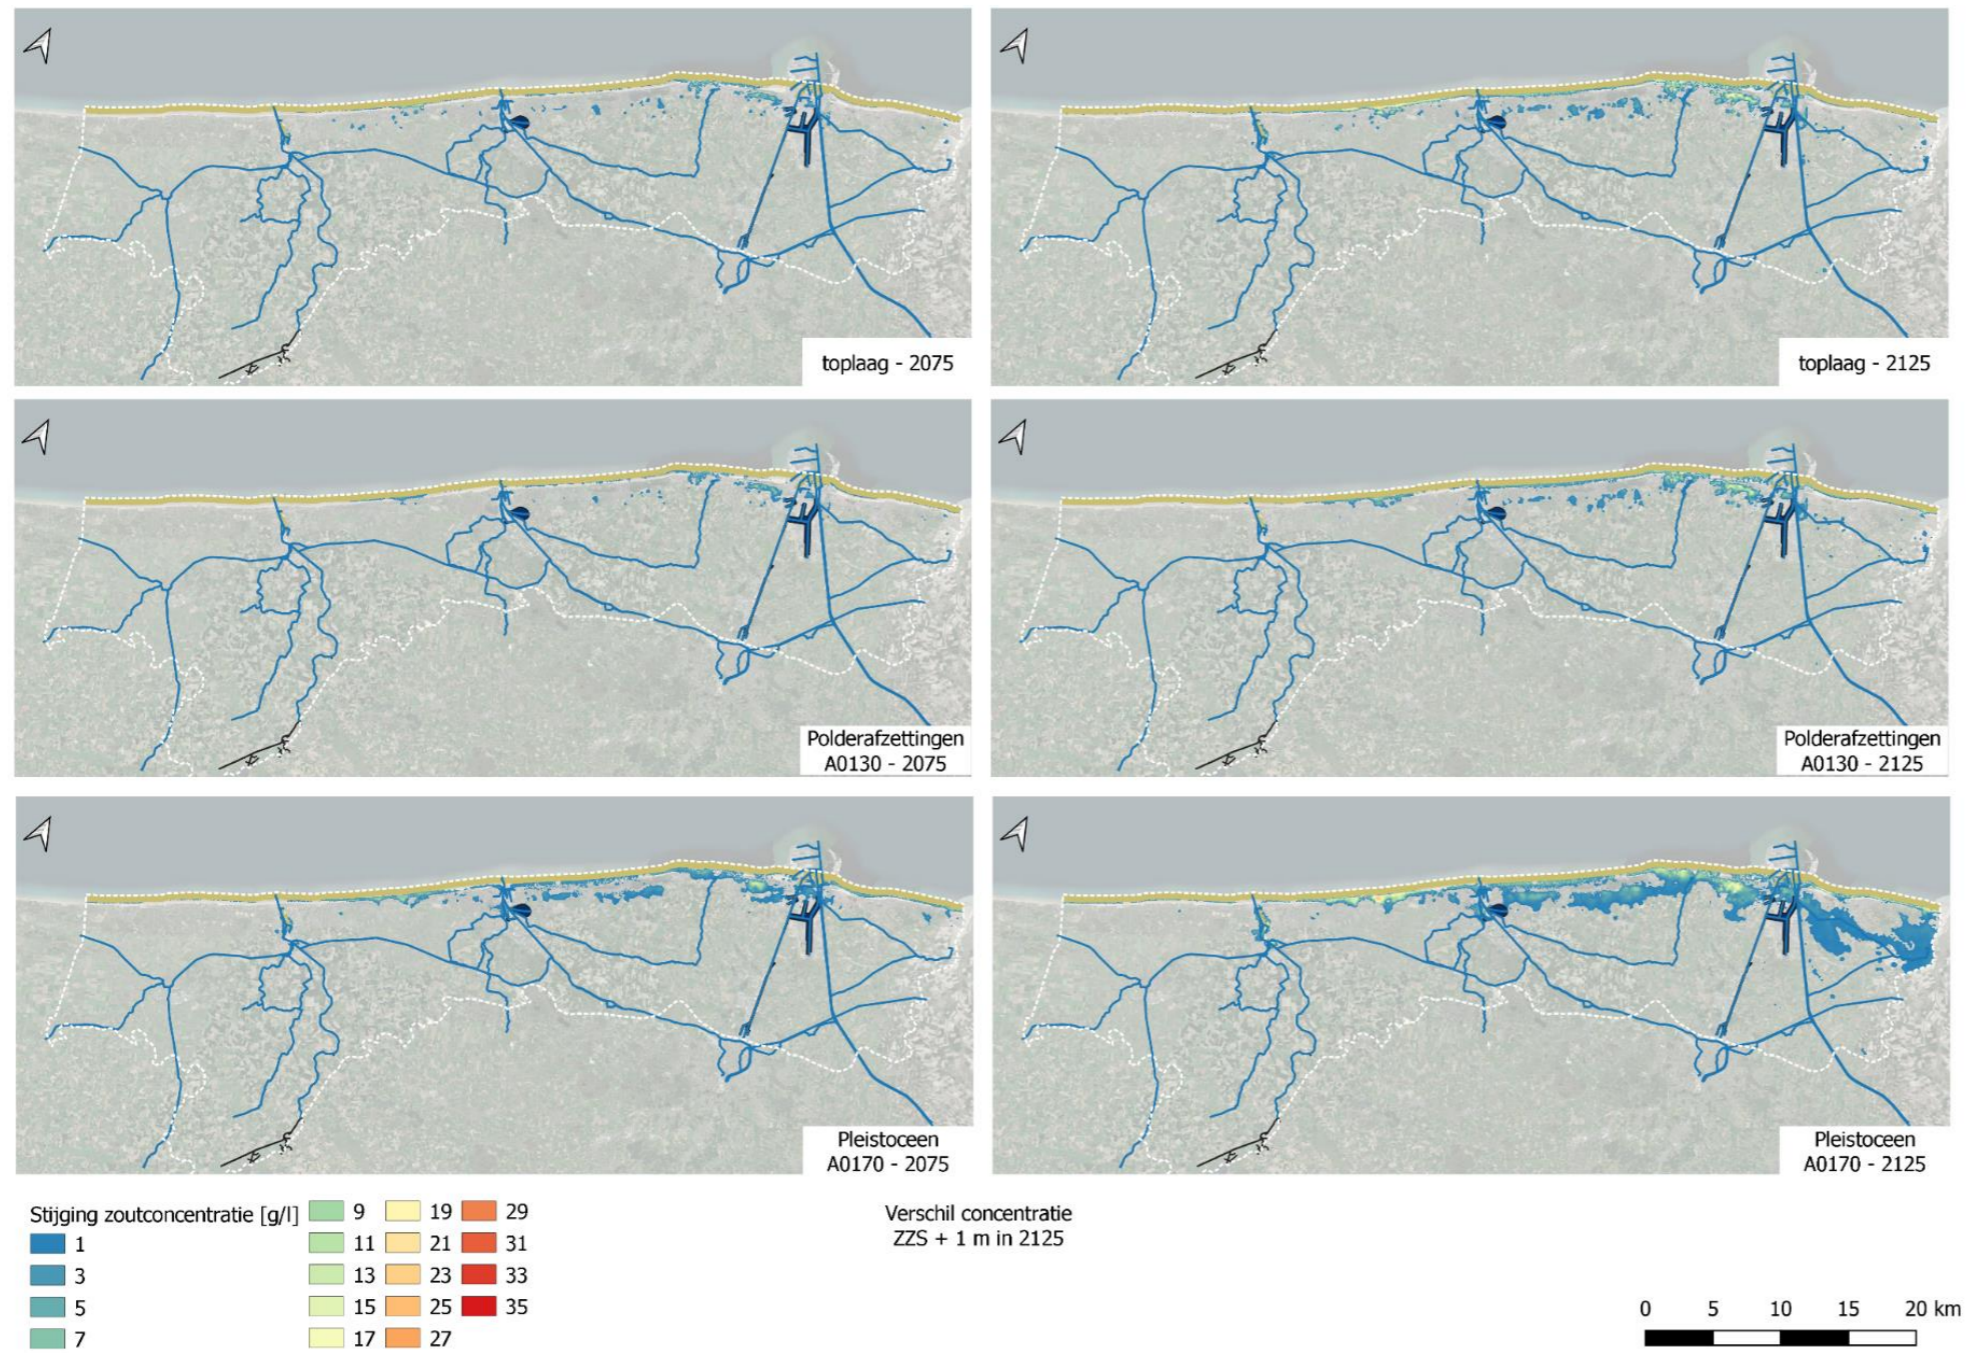 toplaag - 2075
toplaag - 2125
Polderafzettingen
A0130 - 2075
Polderafzettingen
A0130 - 2125
Pleistoceen
A0170 - 2075
Pleistoceen
A0170 - 2125
Stijging zoutconcentratie [g/l]
1
3
5
7
9
11
13
15
17
19
21
23
25
27
29
31
33
35
Verschil concentratie
ZZS + 1 m in 2125
0 5 10 15 20 km